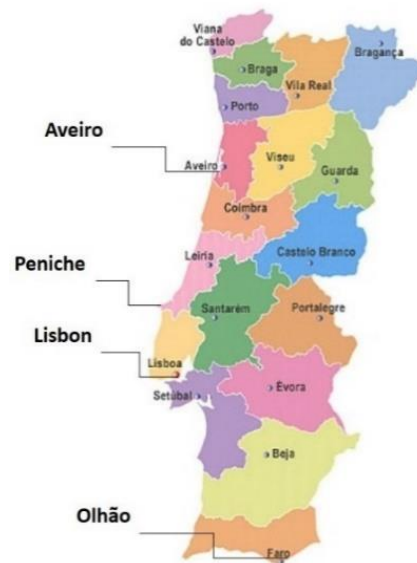 Viana
do Castelo
Bragança
Braga
Vila Real
Porto
Aveiro
Aveiro
Viseu
Guarda
Coimbra
Peniche
Leiria
Castelo Branco
Santarém
Portalegre
Lisbon
Lisboa
Setúbal
Évora
Beja
Olhão
Faro